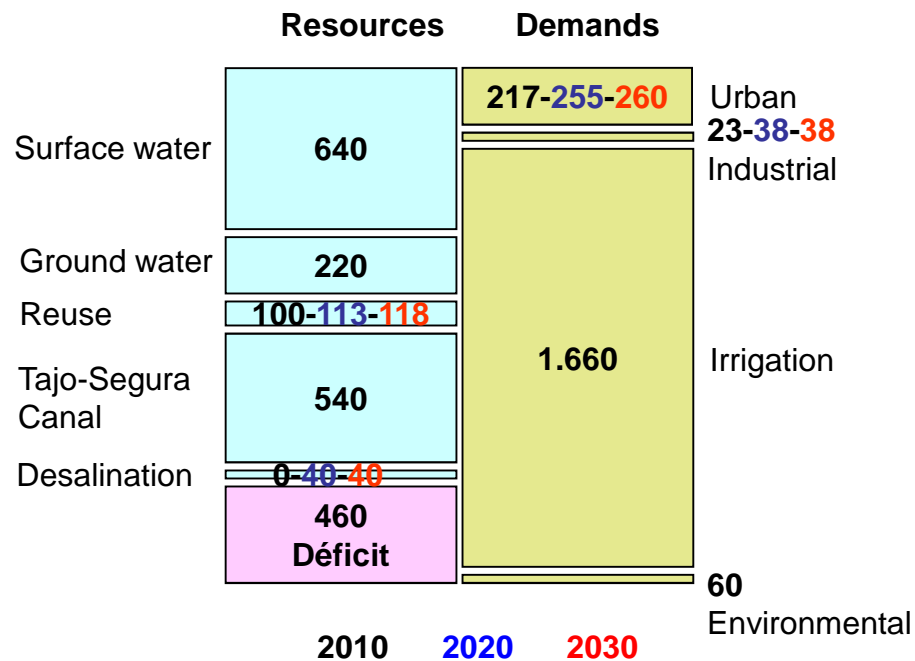 Resources Demands
217-255-260 Urban
23-38-38
Surface water 640 Industrial
Ground water 220
Reuse 100-113-118
1.660 Irrigation
Tajo-Segura
Canal
540
Desalination 0-40-40
460
Déficit
60
Environmental
2010 2020 2030